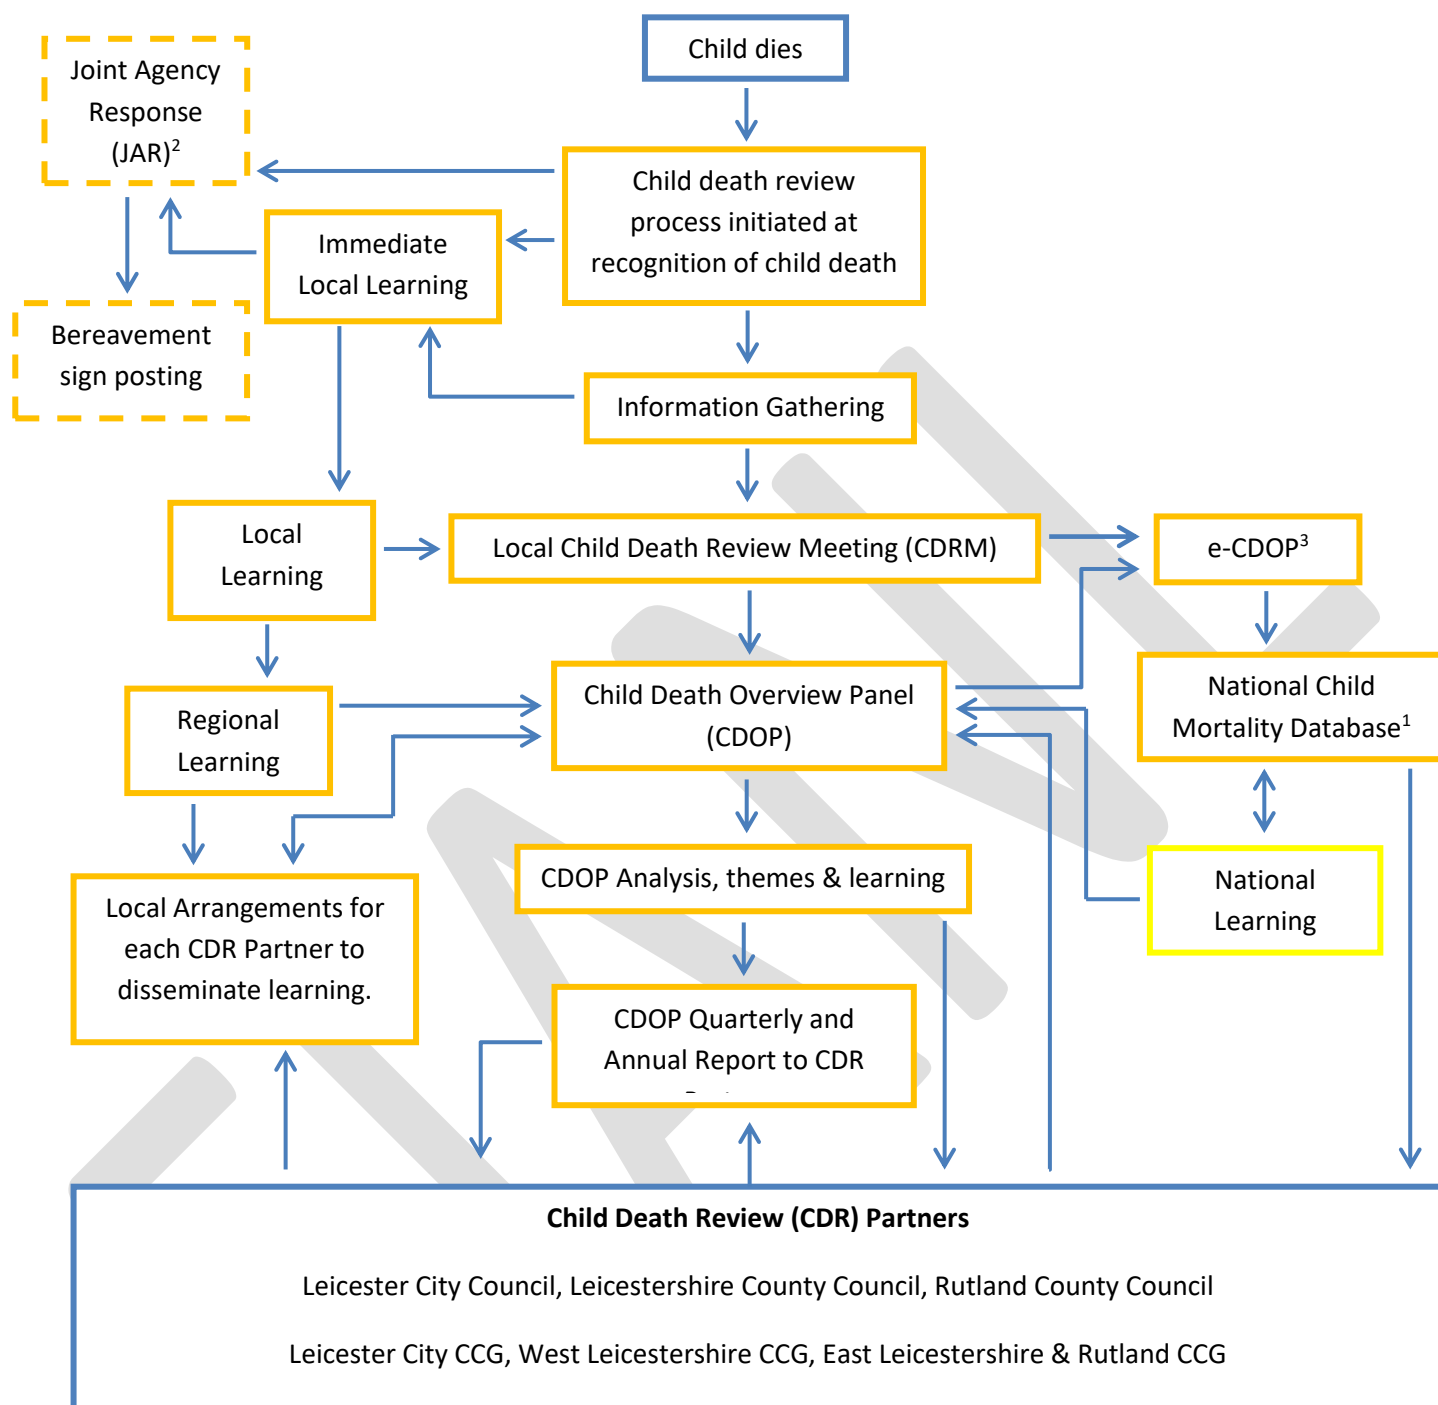 Child dies
Joint Agency
Response
(JAR)2
Child death review
process initiated at
recognition of child death
Immediate
Local Learning
Bereavement
sign posting
Information Gathering
Local
Learning
Local Child Death Review Meeting (CDRM)
e-CDOP3
Child Death Overview Panel
(CDOP)
National Child
Mortality Database1
Regional
Learning
CDOP Analysis, themes & learning
National
Learning
Local Arrangements for
each CDR Partner to
disseminate learning.
CDOP Quarterly and
Annual Report to CDR
Child Death Review (CDR) Partners
Leicester City Council, Leicestershire County Council, Rutland County Council
Leicester City CCG, West Leicestershire CCG, East Leicestershire & Rutland CCG